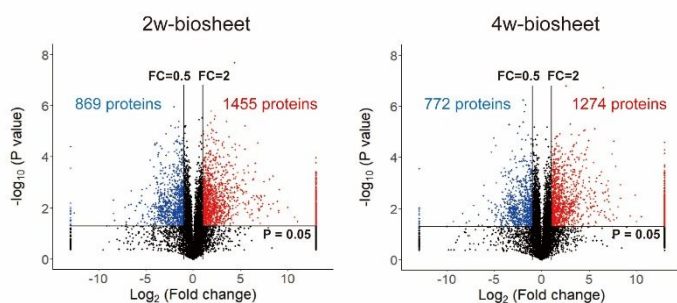 2w-biosheet
8
FC=0.5 FC=2
869 proteins 1455 proteins
6
4
2
0
P = 0.05
-log10 (P value)
-10 -5 0 5 10
Log2 (Fold change)
4w-biosheet
8
FC=0.5 FC=2
772 proteins 1274 proteins
6
4
2
0
P = 0.05
-log10 (P value)
-10 -5 0 5 10
Log2 (Fold change)